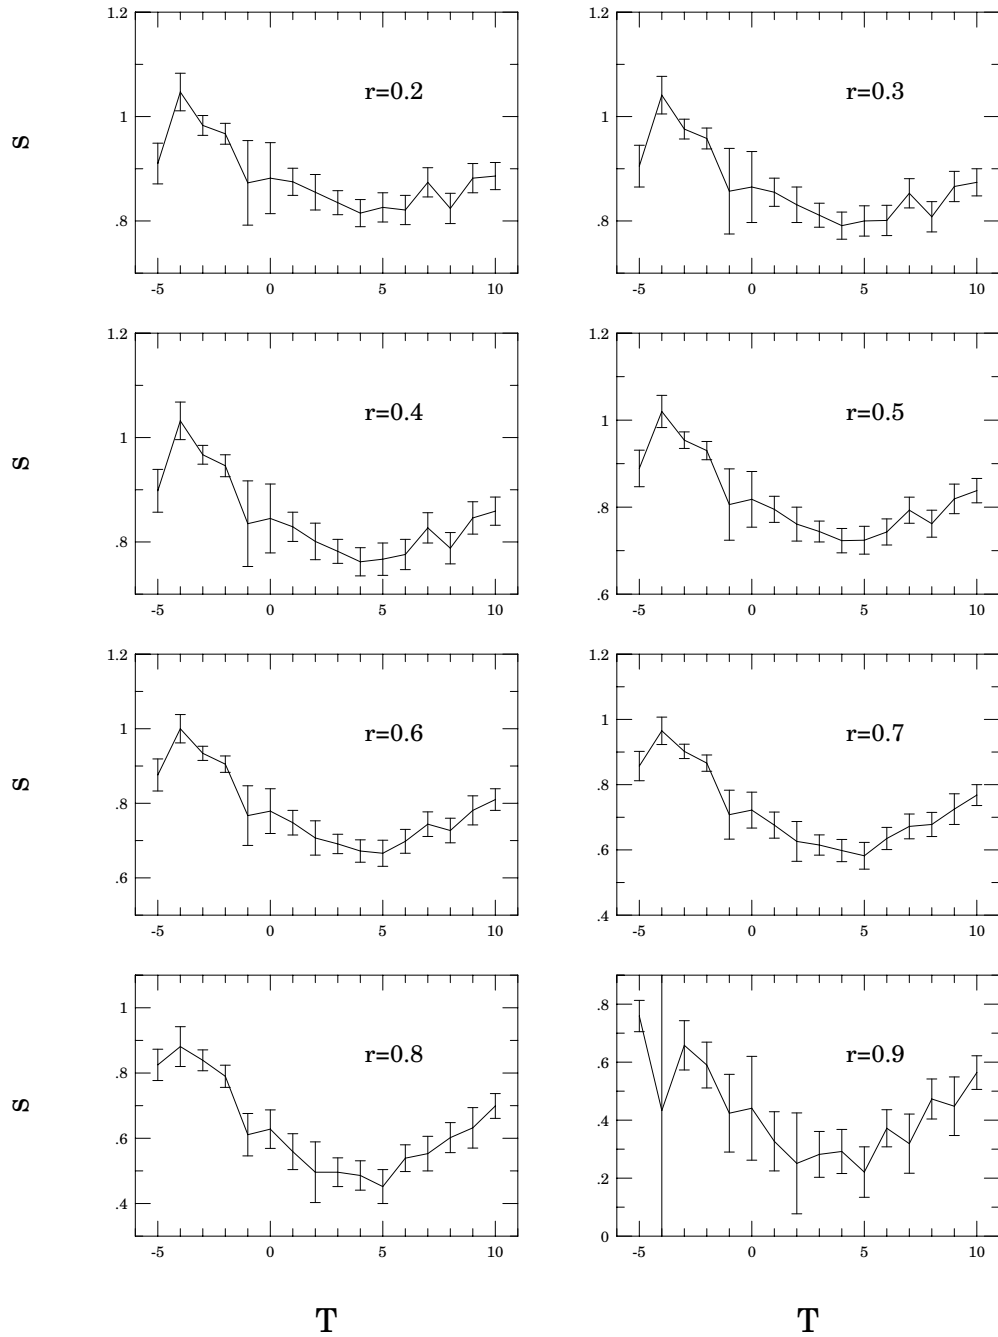 1.2 1.2
r=0.2 r=0.3
s 1 1
.8 .8
-5 0 5 10 -5 0 5 10
1.2 1.2
r=0.4 r=0.5
s 1 1
.8 .8
.6
-5 0 5 10 -5 0 5 10
1.2 1.2
r=0.6 r=0.7
1 1
s .8 .8
.6 .6
.4
-5 0 5 10 -5 0 5 10
1 .8
r=0.8 r=0.9
s .8 .6
.6 .4
.4 .2
0
-5 0 5 10 -5 0 5 10
T T